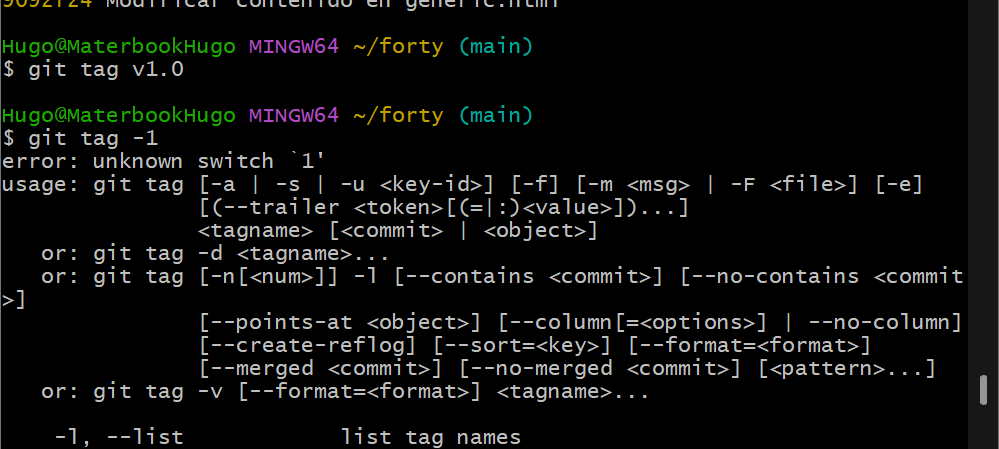 9092f24 Modificar contenido en generic.html
Hugo@MaterbookHugo MINGW64 ~/forty (main)
$ git tag v1.0
Hugo@MaterbookHugo MINGW64 ~/forty (main)
$ git tag -1
error: unknown switch `1'
usage: git tag [-a | -s | -u <key-id>] [-f] [-m <msg> | -F <file>] [-e]
               [(--trailer <token>[(=|:)<value>])...]
               <tagname> [<commit> | <object>]
   or: git tag -d <tagname>...
   or: git tag [-n[<num>]] -l [--contains <commit>] [--no-contains <commit
>]
               [--points-at <object>] [--column[=<options>] | --no-column]
               [--create-reflog] [--sort=<key>] [--format=<format>]
               [--merged <commit>] [--no-merged <commit>] [<pattern>...]
   or: git tag -v [--format=<format>] <tagname>...
    -l, --list            list tag names